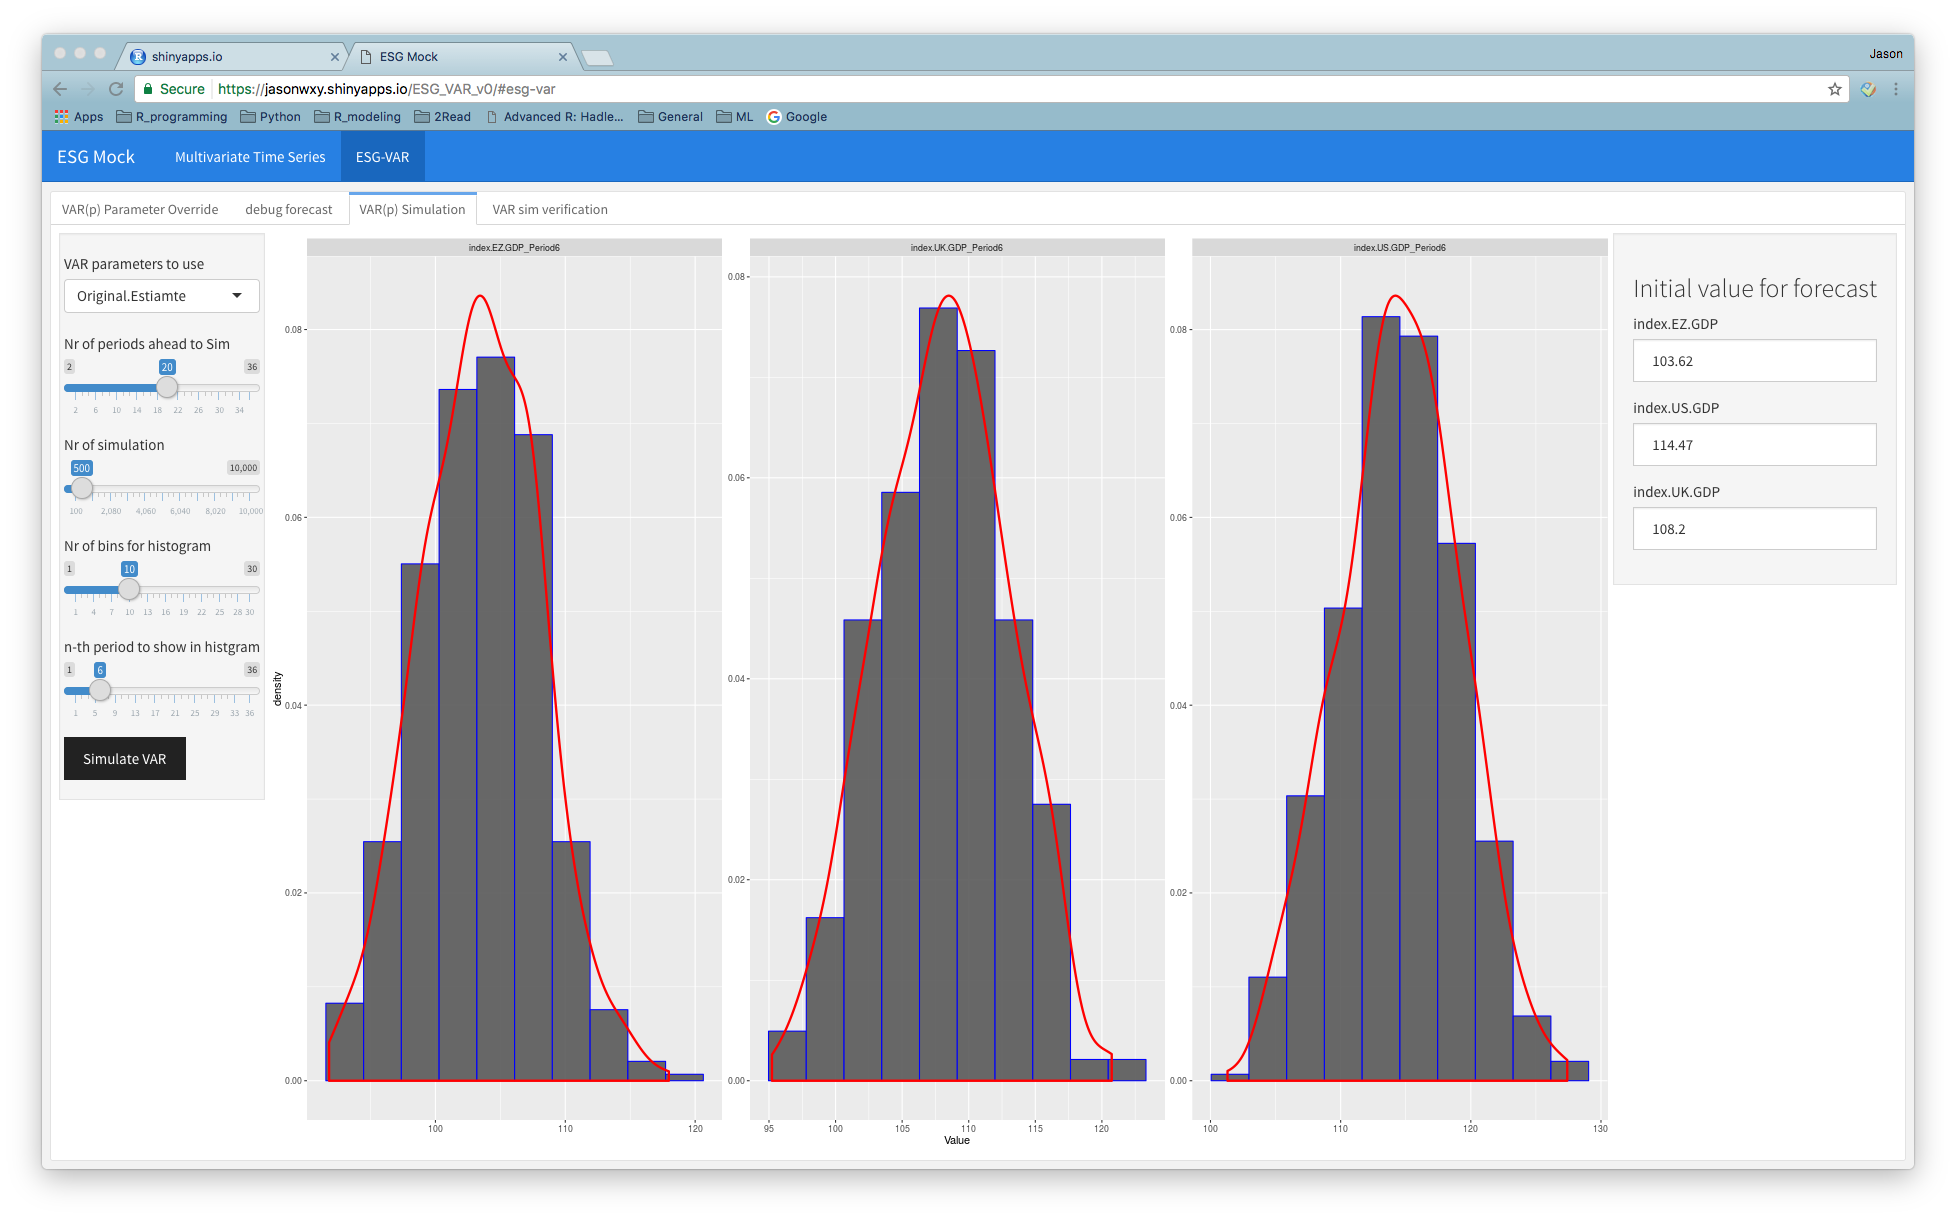 shinyapps.io
ESG Mock
Jason
Secure
https://jasonwxy.shinyapps.io/ESG_VAR_v0/#esg-var
Apps R_programming Python R_modeling 2Read Advanced R: Hadle... General ML Google
ESG Mock Multivariate Time Series ESG-VAR
VAR(p) Parameter Override debug forecast VAR(p) Simulation VAR sim verification
VAR parameters to use
Original.Estiamte
Nr of periods ahead to Sim
2 20 36
2 6 10 14 18 22 26 30 34
Nr of simulation
500 10,000
100 2,080 4,060 6,040 8,020 10,000
Nr of bins for histogram
1 10 30
1 4 7 10 13 16 19 22 25 28 30
n-th period to show in histgram
1 6 36
1 5 9 13 17 21 25 29 33 36
Simulate VAR
density
index.EZ.GDP_Period6
0.08
0.06
0.04
0.02
0.00
100 110 120
index.UK.GDP_Period6
0.08
0.06
0.04
0.02
0.00
95 100 105 110 115 120
Value
index.US.GDP_Period6
0.08
0.06
0.04
0.02
0.00
100 110 120 130
Initial value for forecast
index.EZ.GDP
103.62
index.US.GDP
114.47
index.UK.GDP
108.2